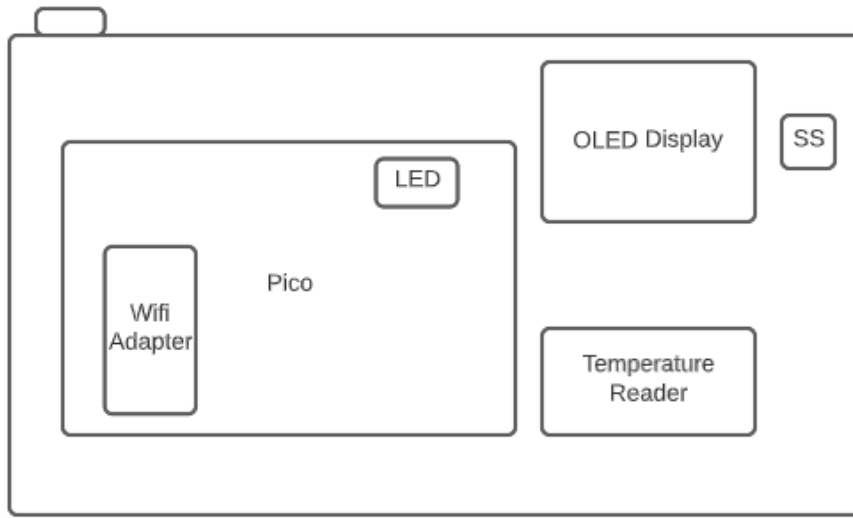 OLED Display
SS
LED
Pico
Wifi
Adapter
Temperature
Reader